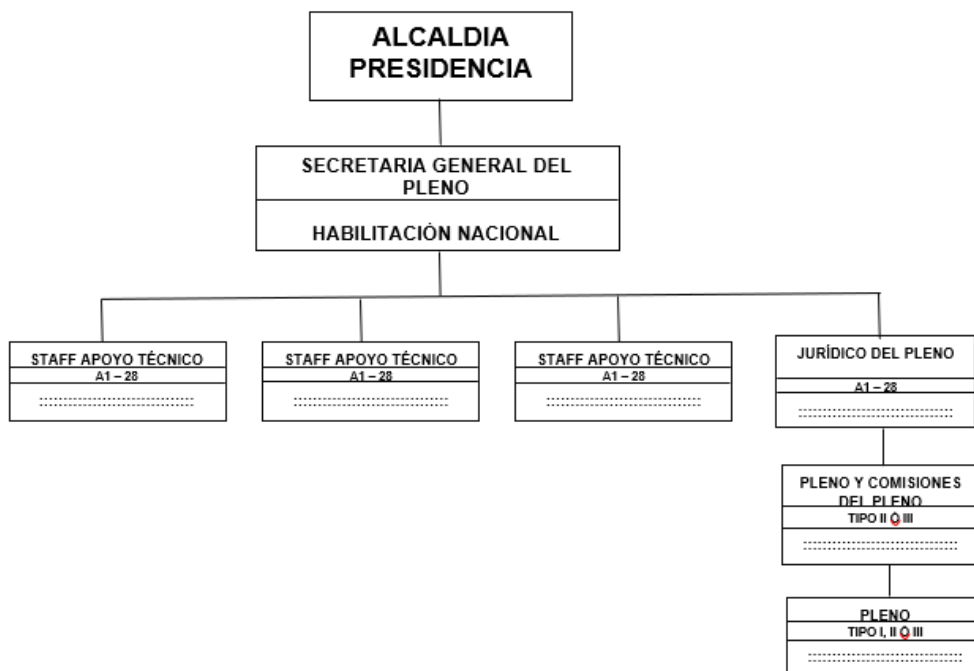 ALCALDIA
PRESIDENCIA
SECRETARIA GENERAL DEL
PLENO
HABILITACIÓN NACIONAL
STAFF APOYO TÉCNICO
A1 – 28
::::::::::::::::::::::::::::::::
STAFF APOYO TÉCNICO
A1 – 28
::::::::::::::::::::::::::::::::
STAFF APOYO TÉCNICO
A1 – 28
::::::::::::::::::::::::::::::::
JURÍDICO DEL PLENO
A1 – 28
::::::::::::::::::::::::::::::::
PLENO Y COMISIONES
DEL PLENO
TIPO II O III
::::::::::::::::::::::::::::::::
PLENO
TIPO I, II O III
::::::::::::::::::::::::::::::::